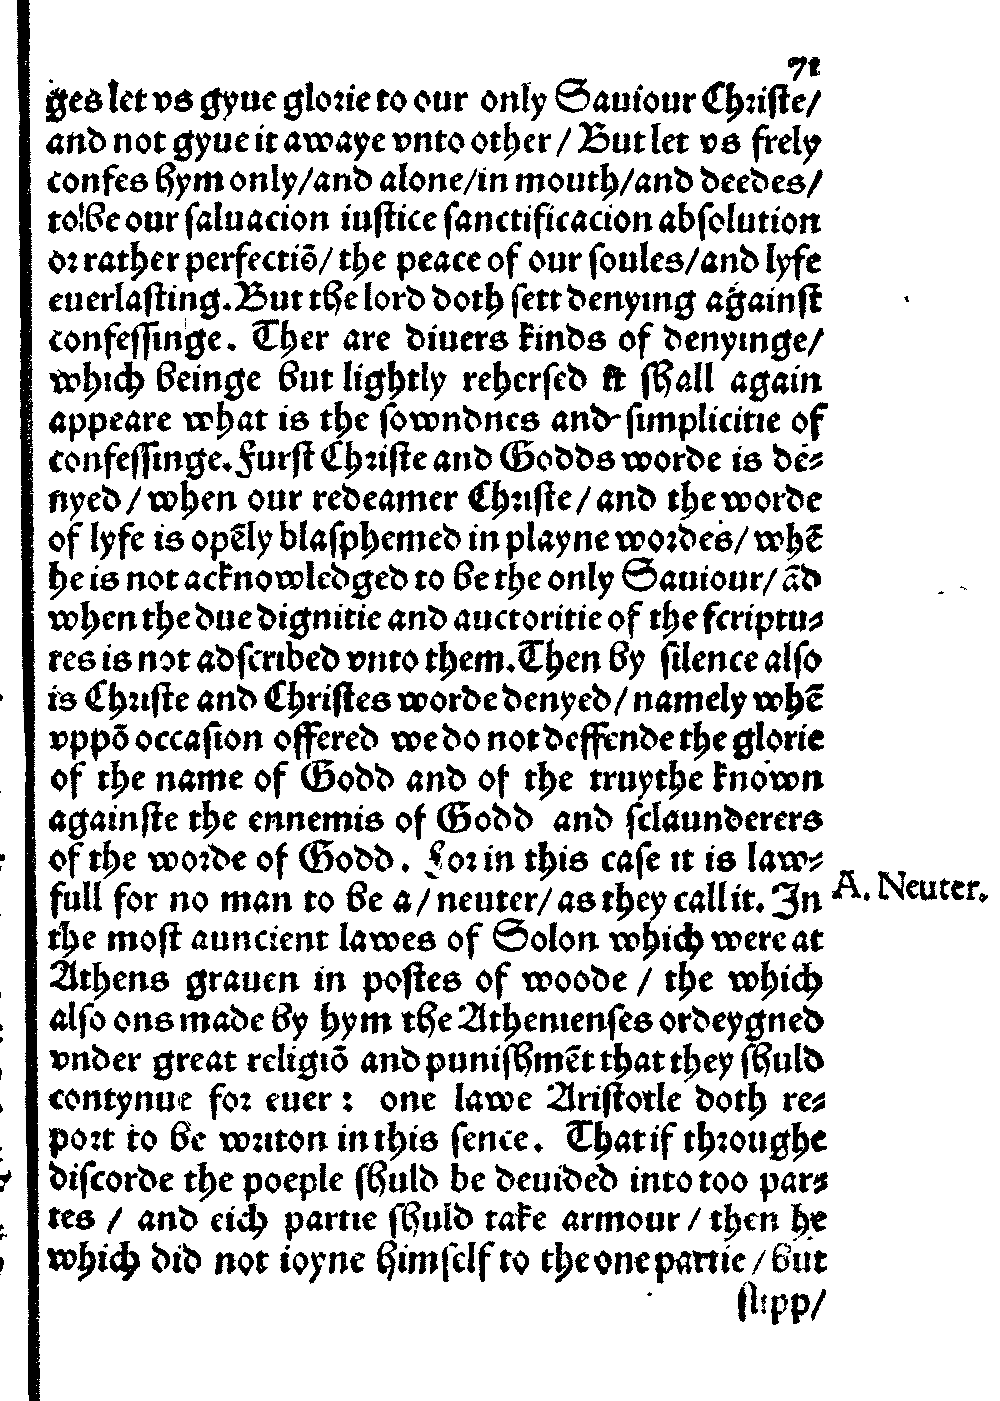 71
ges let vs gyue glorie to our only Sauiour Christe/
and not gyue it awaye vnto other/ But let vs frely
confes hym only/and alone/in mouth/and deedes/
to be our saluacion iustice sanctificacion absolution
or rather perfectiō/ the peace of our soules/and lyfe
euerlasting. But the lord doth sett denying against
confessinge. Ther are diuers kinds of denyinge/
which beinge but lightly rehersed it shall again
appeare what is the sowndnes and simplicitie of
confessinge. Furst Christe and Godds worde is de⸗
nyed/ when our redeamer Christe/ and the worde
of lyfe is opēly blasphemed in playne wordes/ whē
he is not acknowledged to be the only Sauiour/ ād
when the due dignitie and auctoritie of the scriptu⸗
res is not adscribed vnto them. Then by silence also
is Christe and Christes worde denyed/ namely whē
vppō occasion offered we do not deffende the glorie
of the name of Godd and of the truythe known
againste the ennemis of Godd and sclaunderers
of the worde of Godd. For in this case it is law⸗
full for no man to be a/ neuter/ as they call it. In
A. Neuter.
the most auncient lawes of Solon which were at
Athens grauen in postes of woode / the which
also ons made by hym the Athenienses ordeygned
vnder great religiō and punishmēt that they shuld
contynue for euer: one lawe Aristotle doth re⸗
port to be writon in this sence. That if throughe
discorde the poeple shuld be deuided into too par⸗
tes / and eich partie shuld take armour/ then he
which did not ioyne himself to the one partie/ but
slipp/